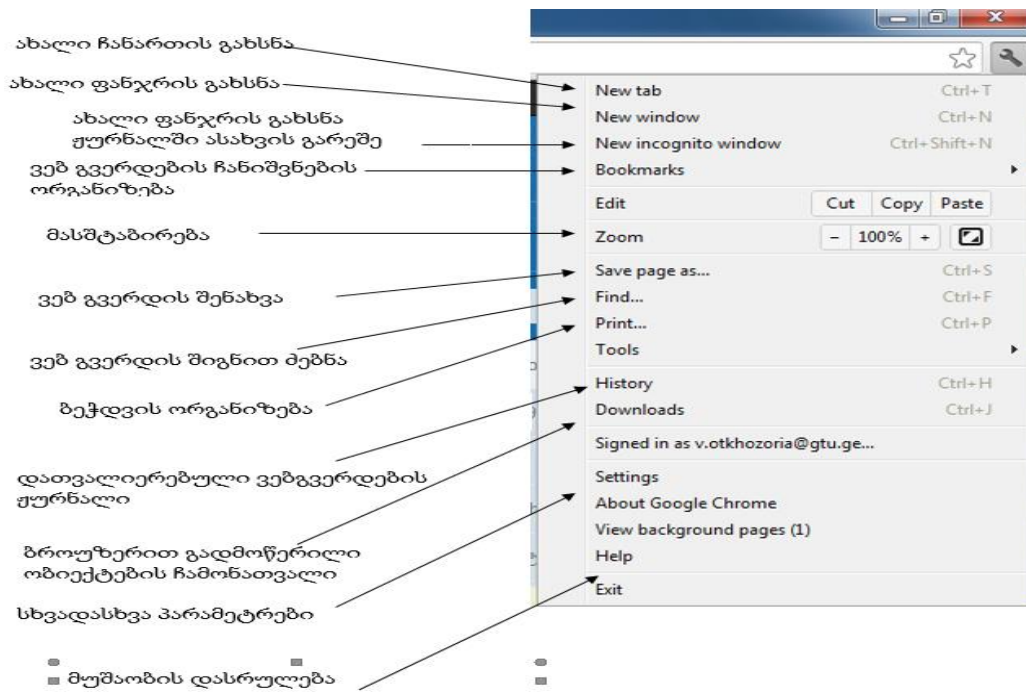 ახალი ჩანართის გახსნა
ახალი ფანჯრის გახსნა
ახალი ფანჯრის გახსნა
ჟურნალში ასახვის გარეშე
ვებ გვერდების ჩანიშვნების
ორგანიზება
მასშტაბირება
ვებ გვერდის შენახვა
ვებ გვერდის შიგნით ძებნა
ბეჭდვის ორგანიზება
დათვალიერებული ვებგვერდების
ჟურნალი
ბროუზერით გადმოწერილი
ობიექტების ჩამონათვალი
სხვადასხვა პარამეტრები
მუშაობის დასრულება
New tab Ctrl+T
New window Ctrl+N
New incognito window Ctrl+Shift+N
Bookmarks
Edit Cut Copy Paste
Zoom - 100% +
Save page as... Ctrl+S
Find... Ctrl+F
Print... Ctrl+P
Tools
History Ctrl+H
Downloads Ctrl+J
Signed in as v.otkhozoria@gtu.ge...
Settings
About Google Chrome
View background pages (1)
Help
Exit